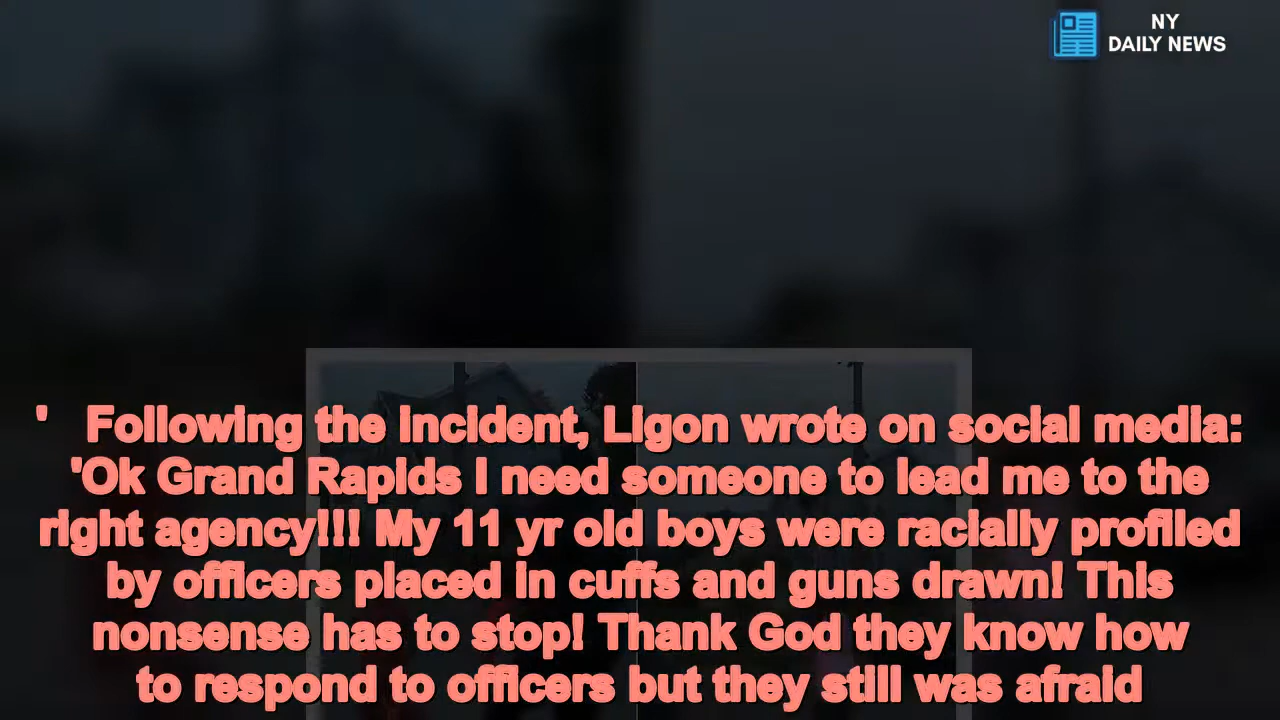 NY
DAILY NEWS
' Following the incident, Ligon wrote on social media:
'Ok Grand Rapids I need someone to lead me to the
right agency!!! My 11 yr old boys were racially profiled
by officers placed in cuffs and guns drawn! This
nonsense has to stop! Thank God they know how
to respond to officers but they still was afraid